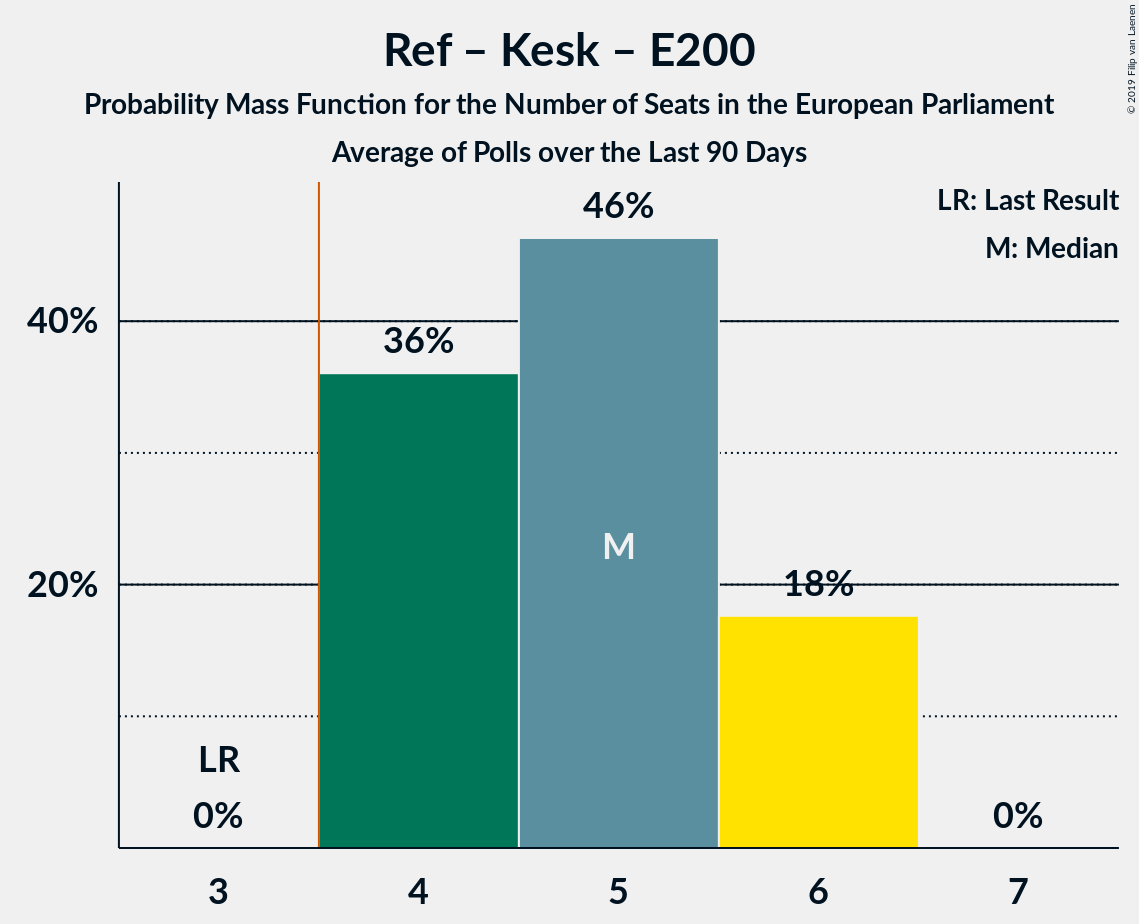 Ref – Kesk – E200
Probability Mass Function for the Number of Seats in the European Parliament
Average of Polls over the Last 90 Days
© 2019 Filip van Laenen
LR: Last Result
M: Median
46%
40%
36%
M
20%
18%
LR
0%
0%
3
4
5
6
7